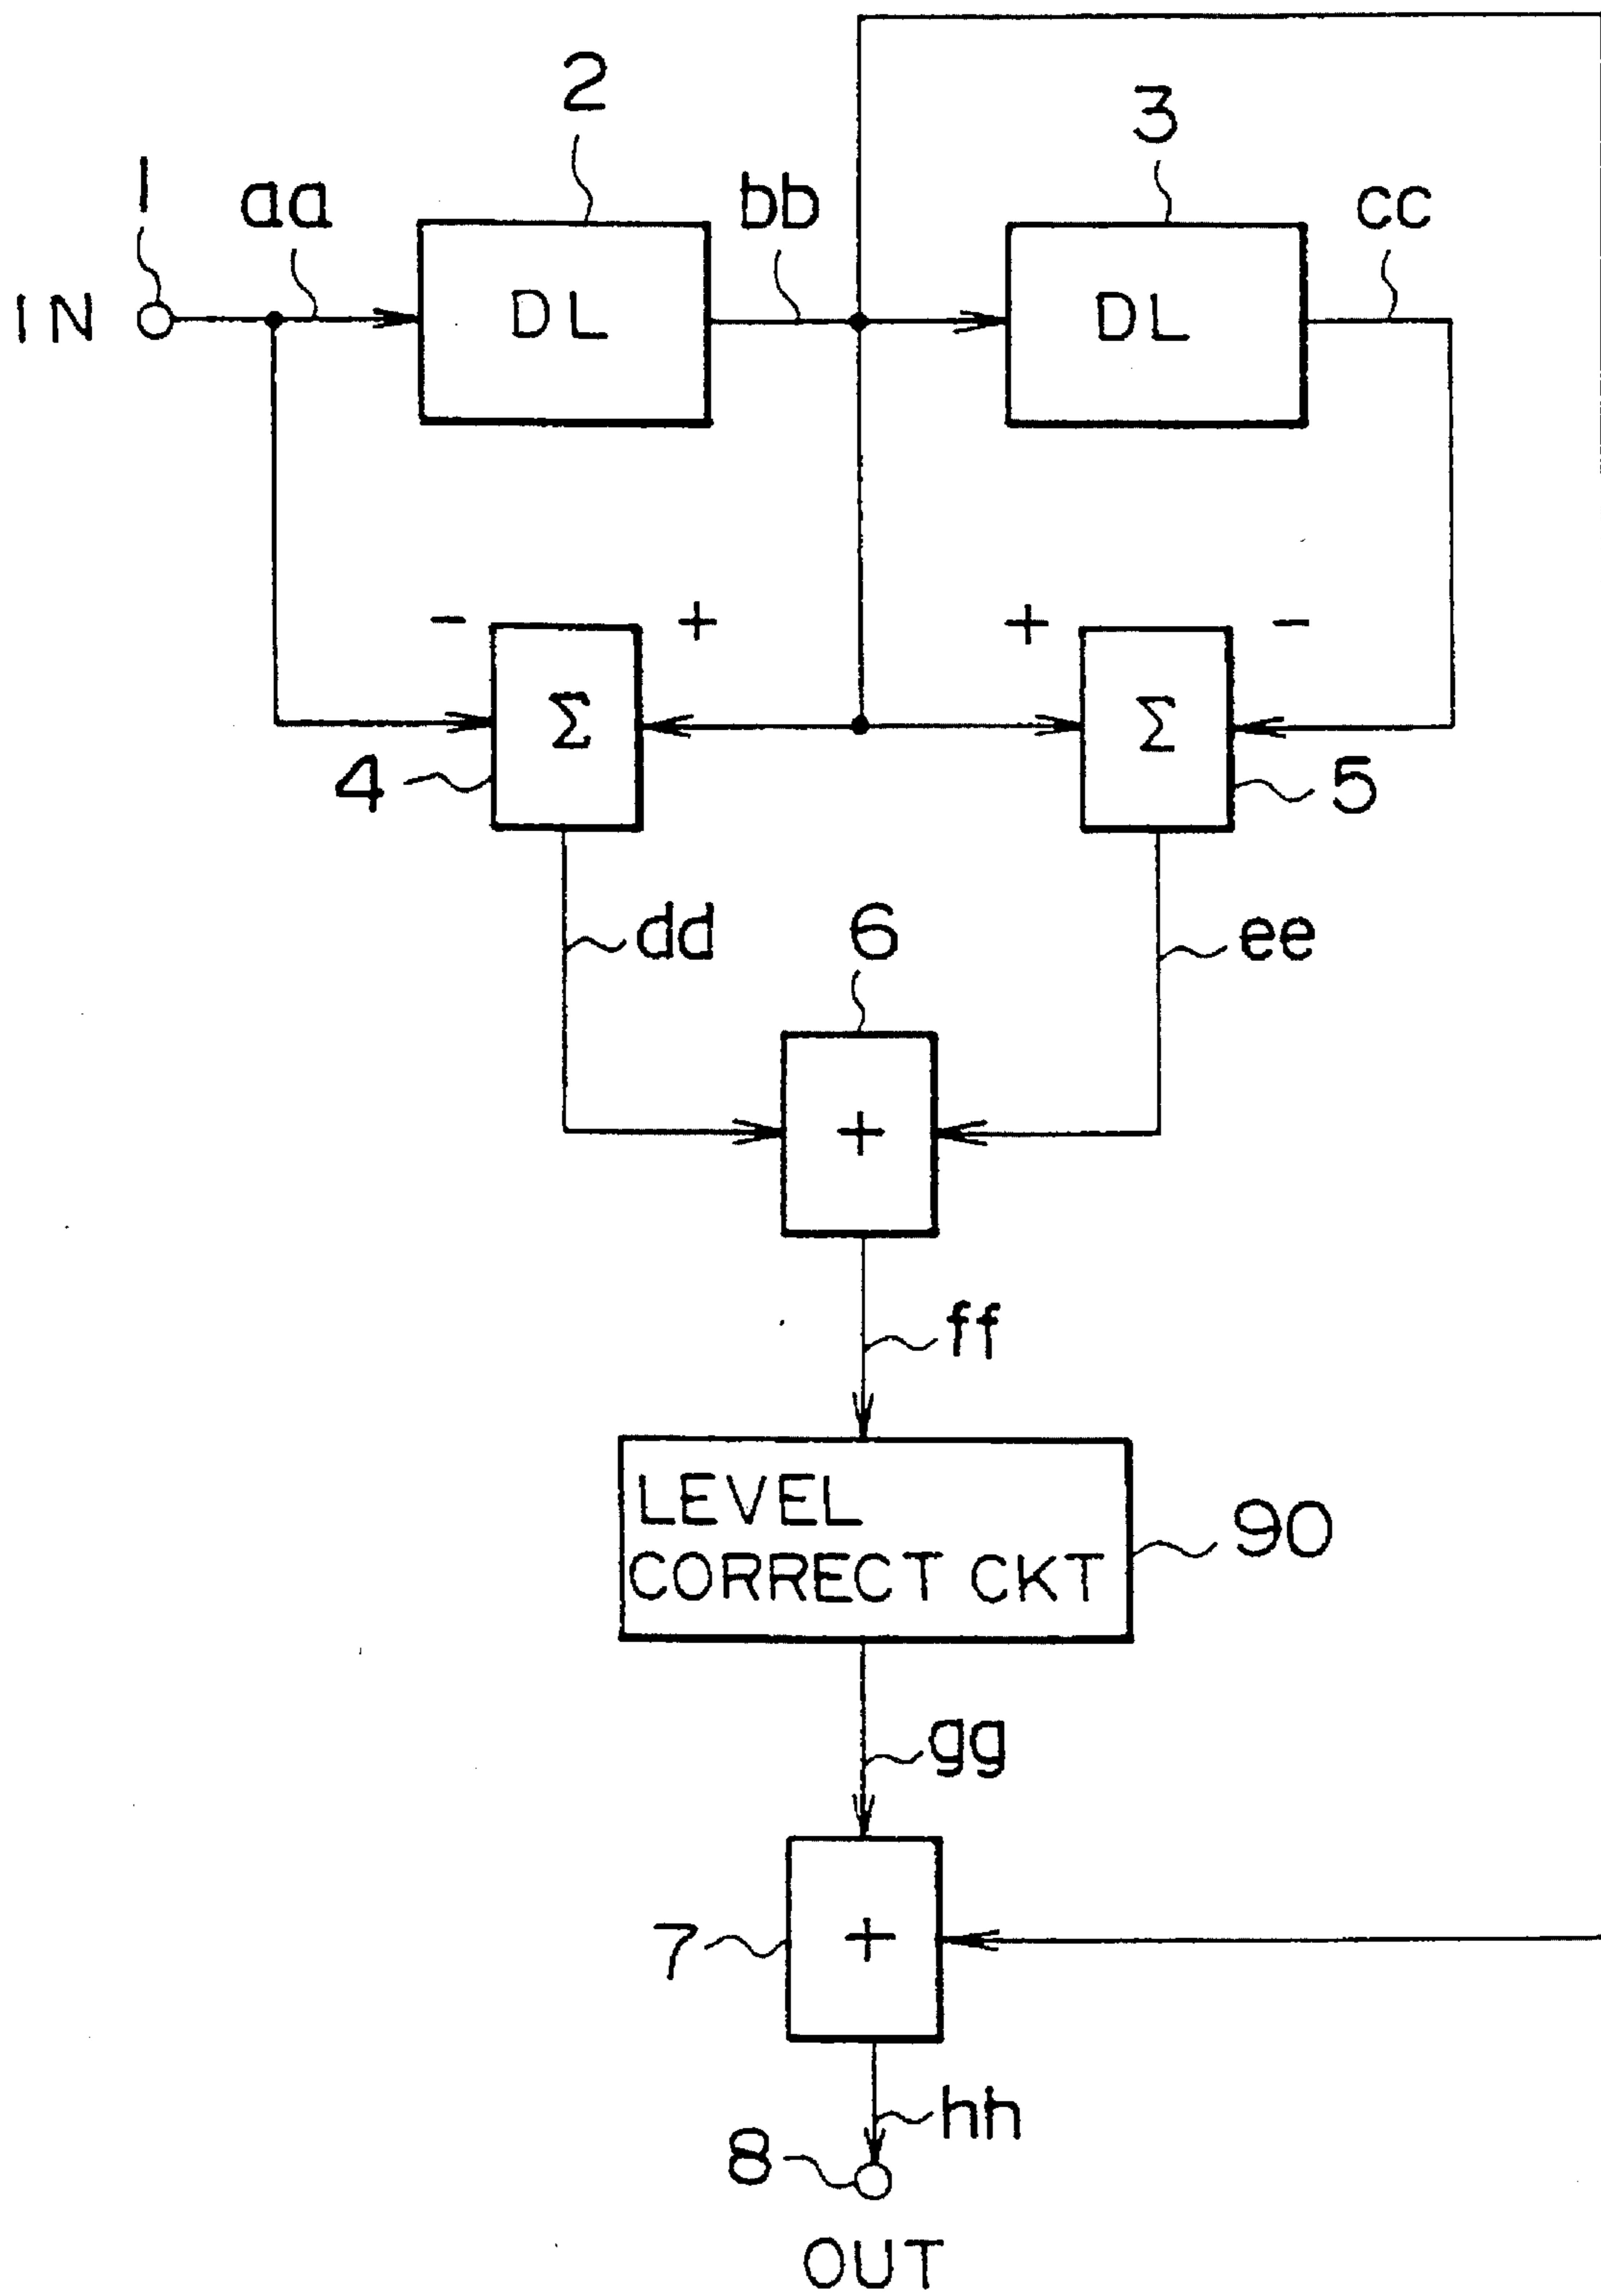 2
3
1
aa
bb
cc
IN
DL
DL
-
+
+
-
Σ
Σ
4
5
dd
6
ee
+
ff
LEVEL
CORRECT CKT
90
gg
7
+
hh
8
OUT